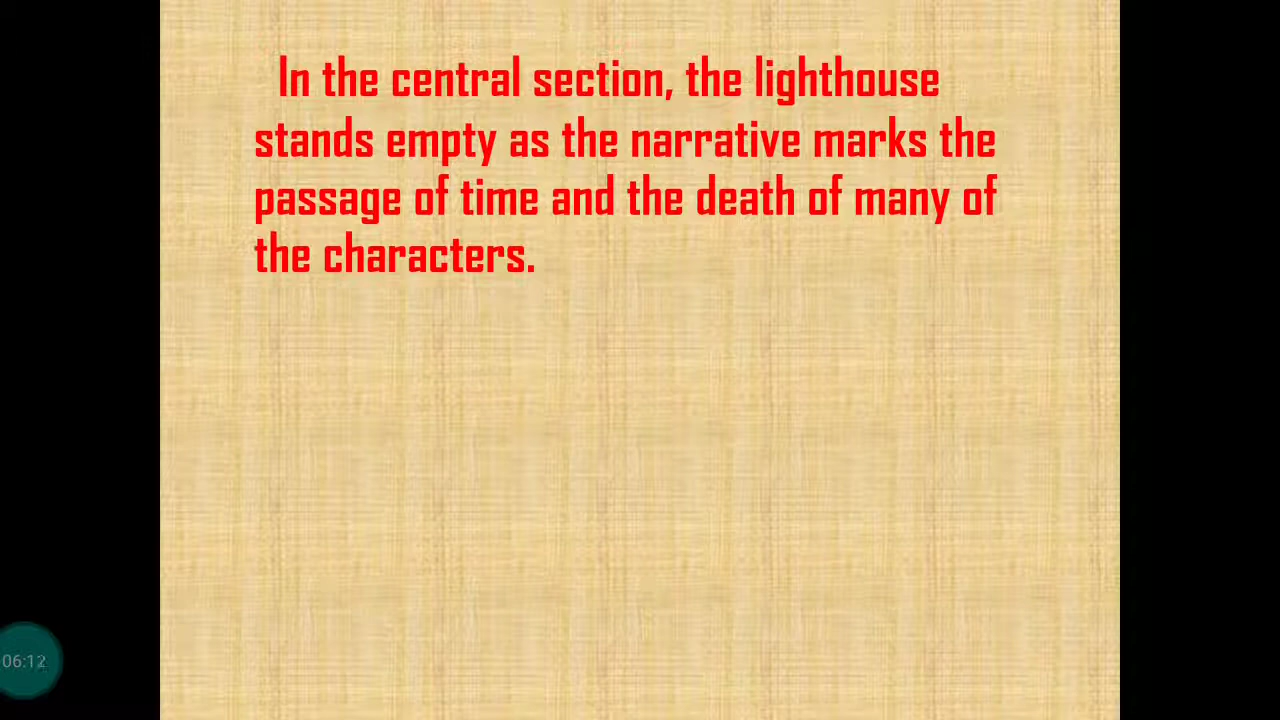 In the central section, the lighthouse
stands empty as the narrative marks the
passage of time and the death of many of
the characters.
06:12